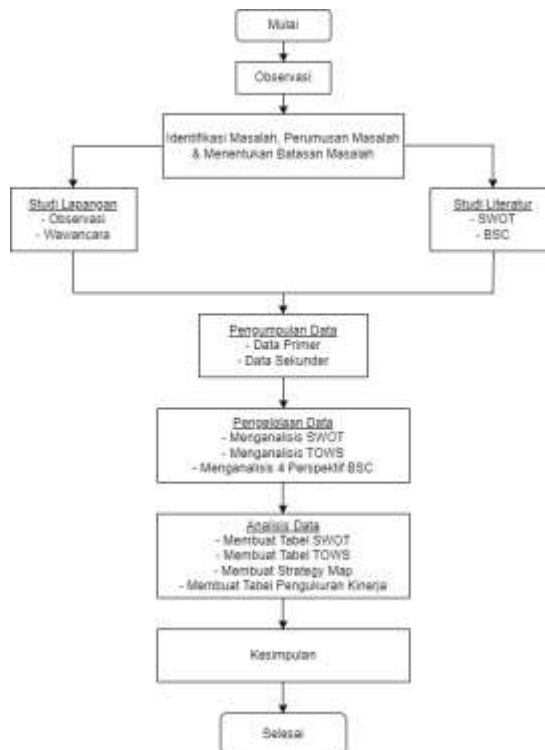 Mulai
Observasi
Identifikasi Masalah, Perumusan Masalah
& Menentukan Batasan Masalah
Studi Lapangan
- Observasi
- Wawancara
Studi Literatur
- SWOT
- BSC
Pengumpulan Data
- Data Primer
- Data Sekunder
Pengelolaan Data
- Menganalisis SWOT
- Menganalisis TOWS
- Menganalisis 4 Perspektif BSC
Analisis Data
- Membuat Tabel SWOT
- Membuat Tabel TOWS
- Membuat Strategy Map
- Membuat Tabel Pengukuran Kinerja
Kesimpulan
Selesai